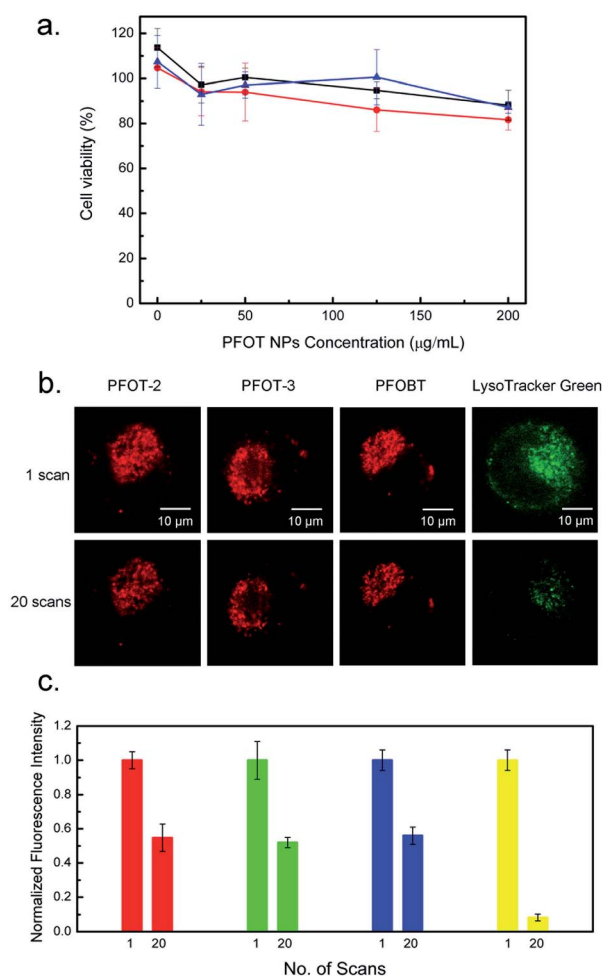 a.
120
100
80
60
40
20
0
Cell viability (%)
0 50 100 150 200
PFOT NPs Concentration (μg/mL)
b.
PFOT-2 PFOT-3 PFOBT LysoTracker Green
1 scan
10 μm 10 μm 10 μm 10 μm
20 scans
c.
1.2
1.0
0.8
0.6
0.4
0.2
0.0
Normalized Fluorescence Intensity
1 20 1 20 1 20 1 20
No. of Scans